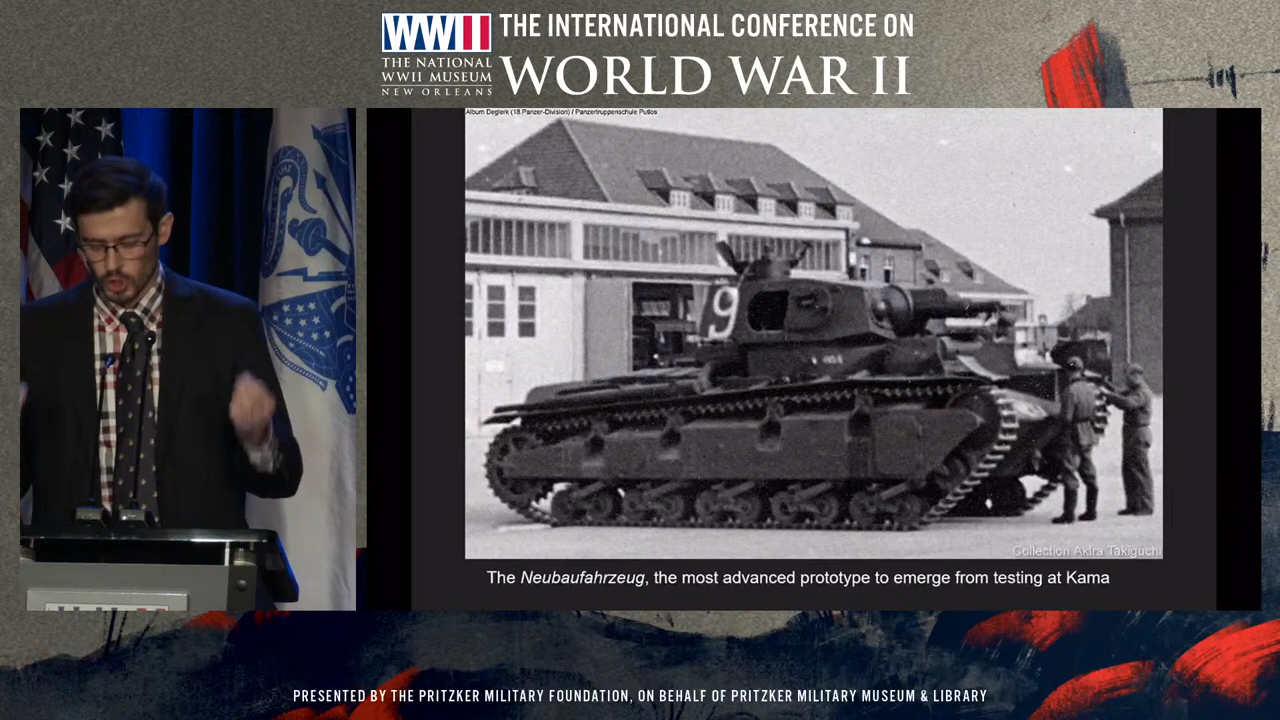 WWII
THE NATIONAL
WWII MUSEUM
NEW ORLEANS
THE INTERNATIONAL CONFERENCE ON
WORLD WAR II
Album Deglerk (18.Panzer-Division) / Panzertruppenschule Putlos
9
Collection Akira Takiguchi
The Neubaufahrzeug, the most advanced prototype to emerge from testing at Kama
PRESENTED BY THE PRITZKER MILITARY FOUNDATION, ON BEHALF OF PRITZKER MILITARY MUSEUM & LIBRARY